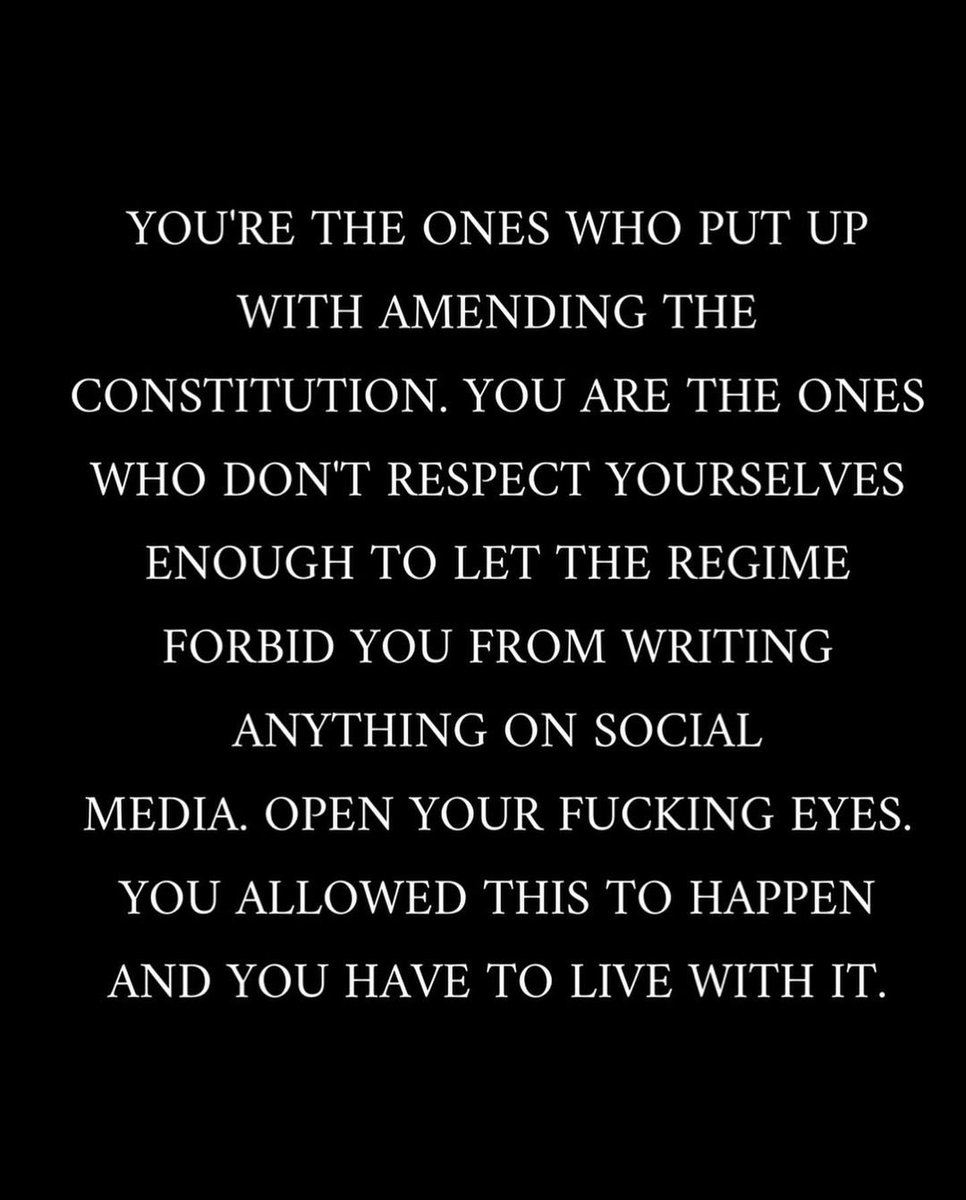 YOU'RE THE ONES WHO PUT UP
WITH AMENDING THE
CONSTITUTION. YOU ARE THE ONES
WHO DON'T RESPECT YOURSELVES
ENOUGH TO LET THE REGIME
FORBID YOU FROM WRITING
ANYTHING ON SOCIAL
MEDIA. OPEN YOUR FUCKING EYES.
YOU ALLOWED THIS TO HAPPEN
AND YOU HAVE TO LIVE WITH IT.